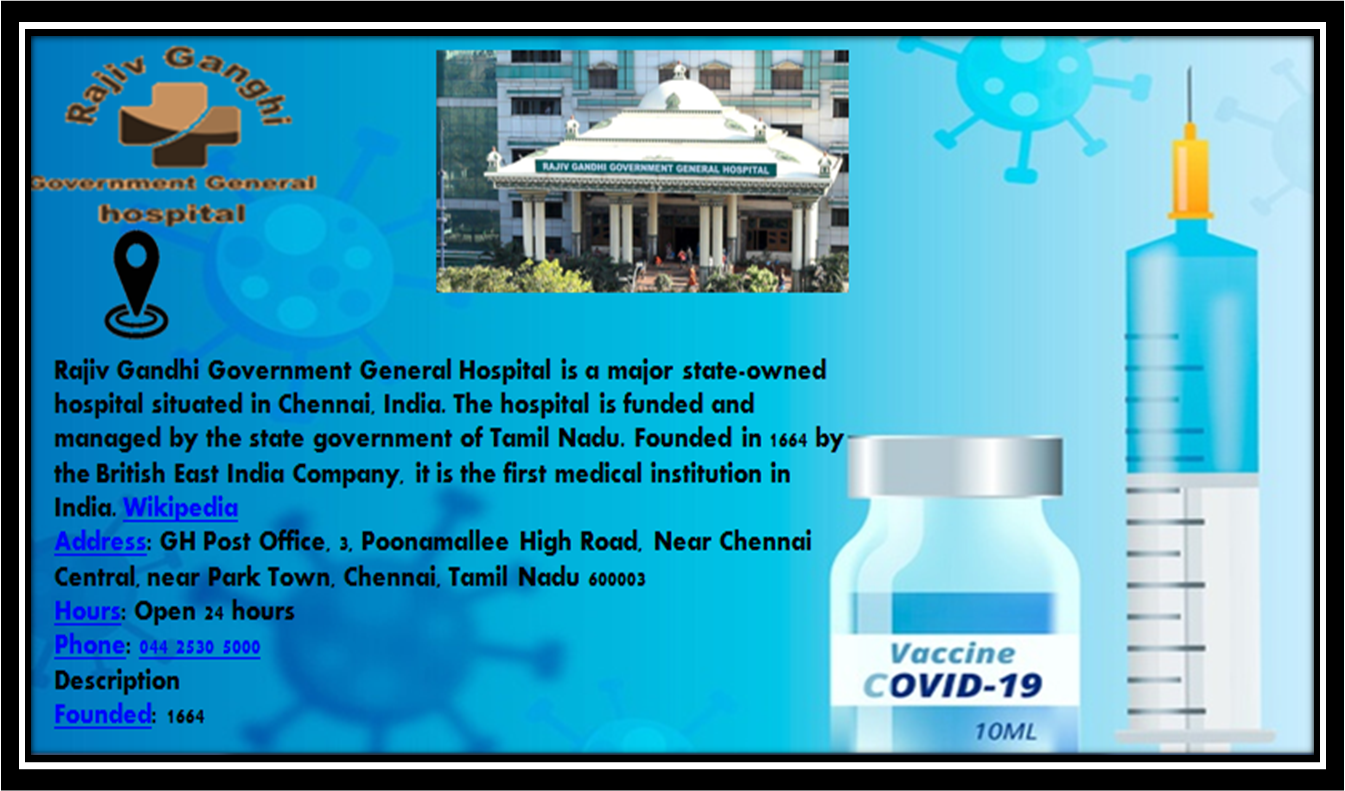 Rajiv Ganghi
Government General
hospital
RAJIV GANDHI GOVERNMENT GENERAL HOSPITAL
Rajiv Gandhi Government General Hospital is a major state-owned
hospital situated in Chennai, India. The hospital is funded and
managed by the state government of Tamil Nadu. Founded in 1664 by
the British East India Company, it is the first medical institution in
India. Wikipedia
Address: GH Post Office, 3, Poonamallee High Road, Near Chennai
Central, near Park Town, Chennai, Tamil Nadu 600003
Hours: Open 24 hours
Phone: 044 2530 5000
Description
Founded: 1664
Vaccine
COVID-19
10ML